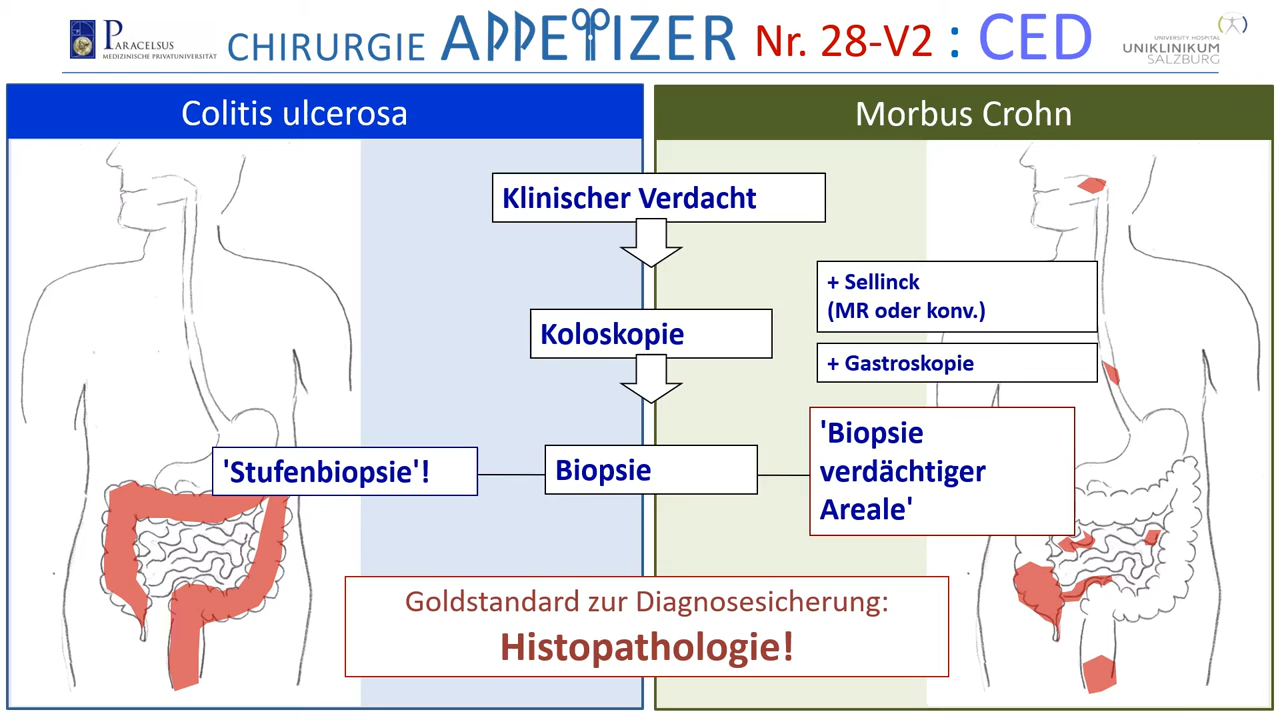 PARACELSUS
MEDIZINISCHE PRIVATUNIVERSITÄT
CHIRURGIE APPETIZER Nr. 28-V2 : CED
UNIVERSITY HOSPITAL
UNIKLINIKUM
SALZBURG
Colitis ulcerosa
Morbus Crohn
Klinischer Verdacht
+ Sellinck
(MR oder konv.)
Koloskopie
+ Gastroskopie
'Stufenbiopsie'!
Biopsie
'Biopsie
verdächtiger
Areale'
Goldstandard zur Diagnosesicherung:
Histopathologie!